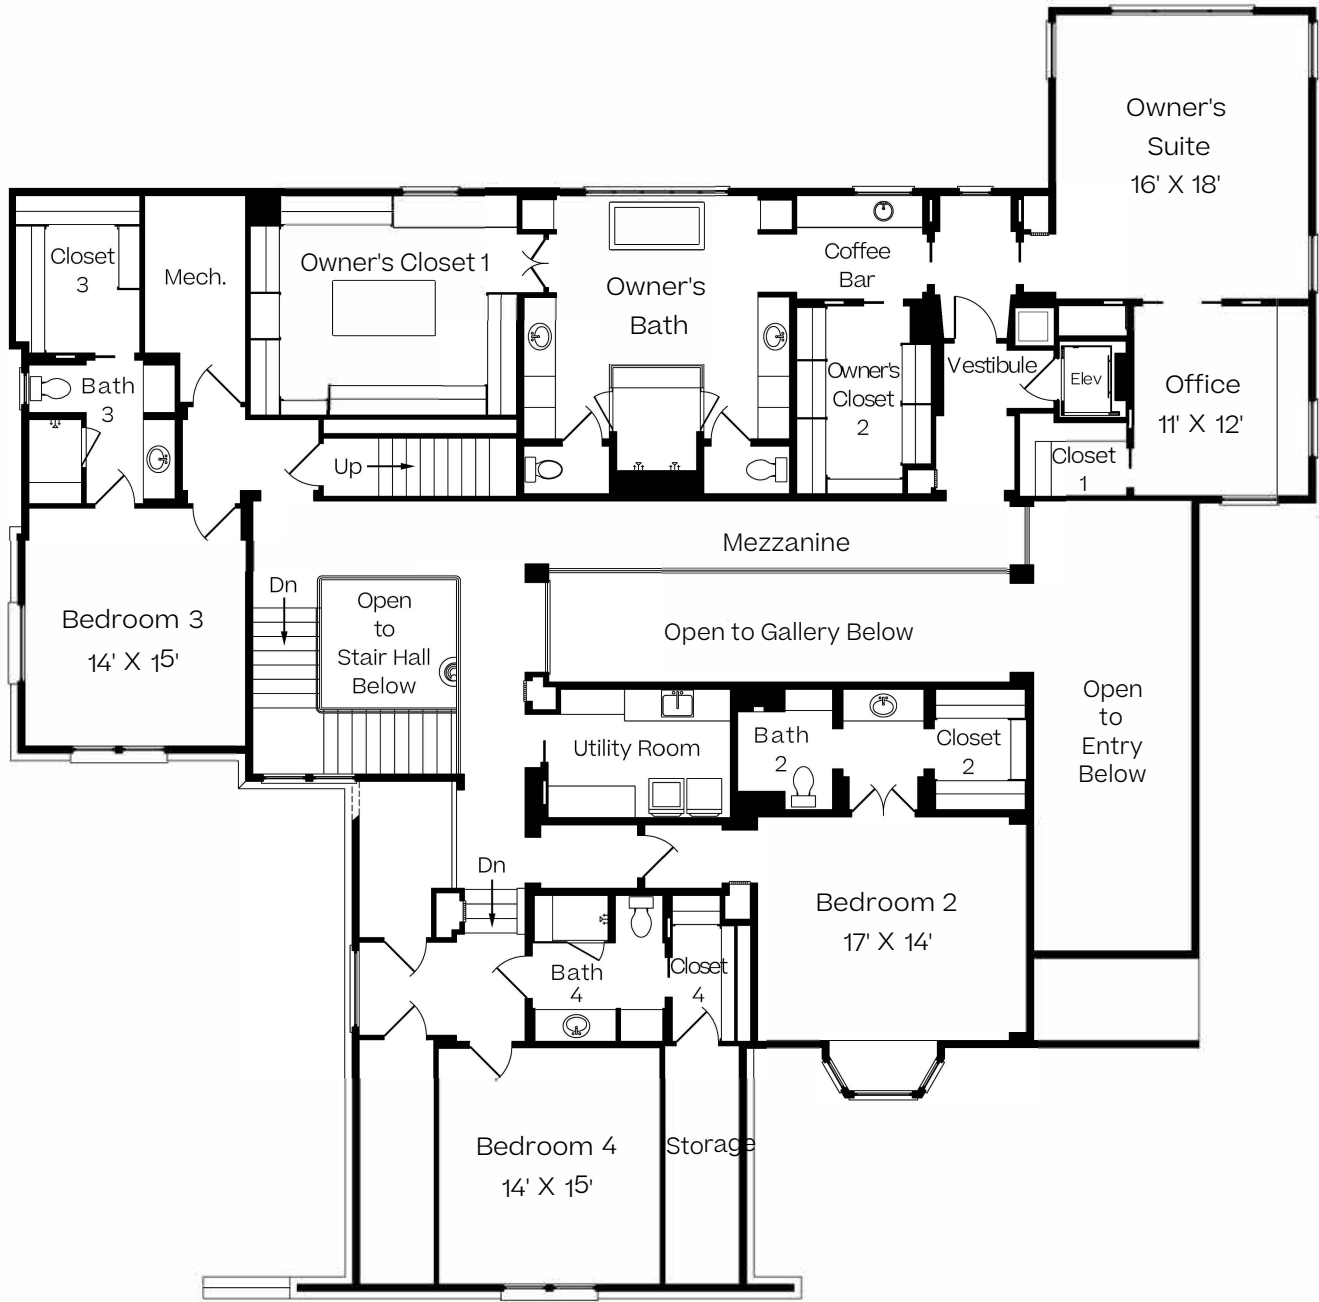 Owner's
Suite
16' X 18'
Closet
3
Mech.
Owner's Closet 1
Owner's
Bath
Coffee
Bar
Bath
3
Owner's
Closet
2
Vestibule
Elev
Office
11' X 12'
Up
Closet
1
Mezzanine
Dn
Open
to
Stair Hall
Below
Bedroom 3
14' X 15'
Open to Gallery Below
Open
to
Entry
Below
Utility Room
Bath
2
Closet
2
Dn
Bedroom 2
17' X 14'
Bath
4
Closet
4
Bedroom 4
14' X 15'
Storage